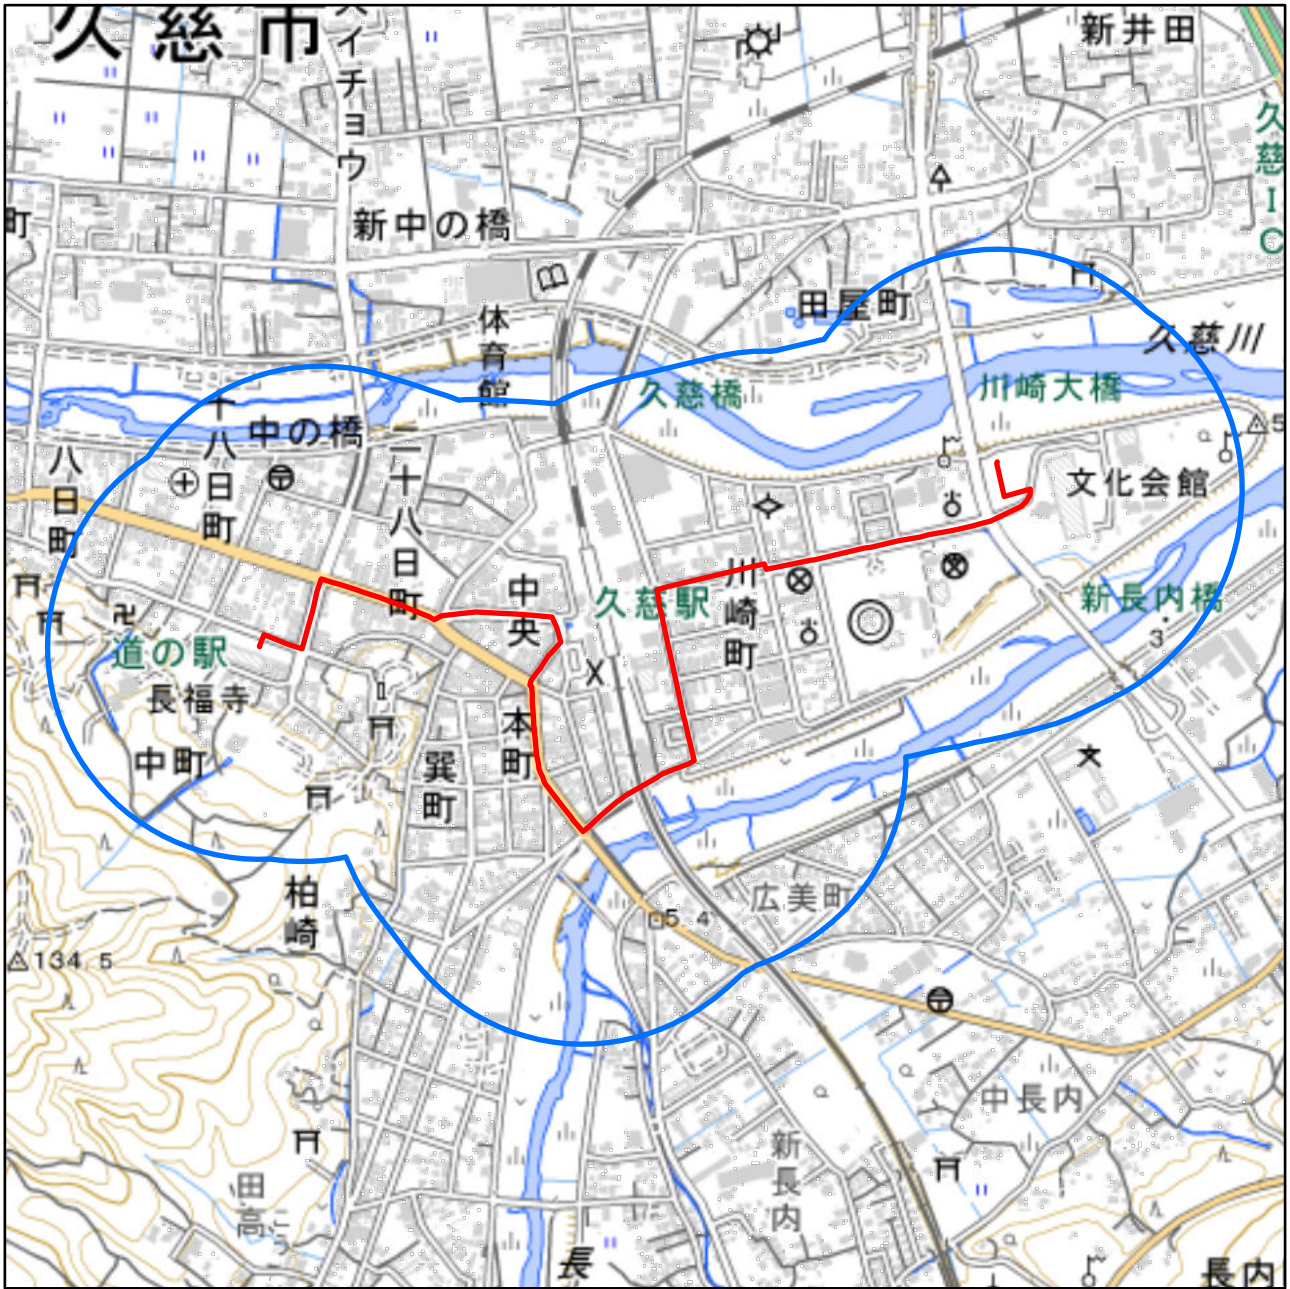 久慈市
イチョウ
新井田
久慈IC
町
新中の橋
体育館
田屋町
久慈川
久慈橋
川崎大橋
十八日町
中の橋
八日町
二十八日町
文化会館
5
中央
久慈駅
川崎町
新長内橋
3
道の駅
長福寺
中町
本町
巽町
柏崎
広美町
5.4
134.5
中長内
新長内
田高
長
長内